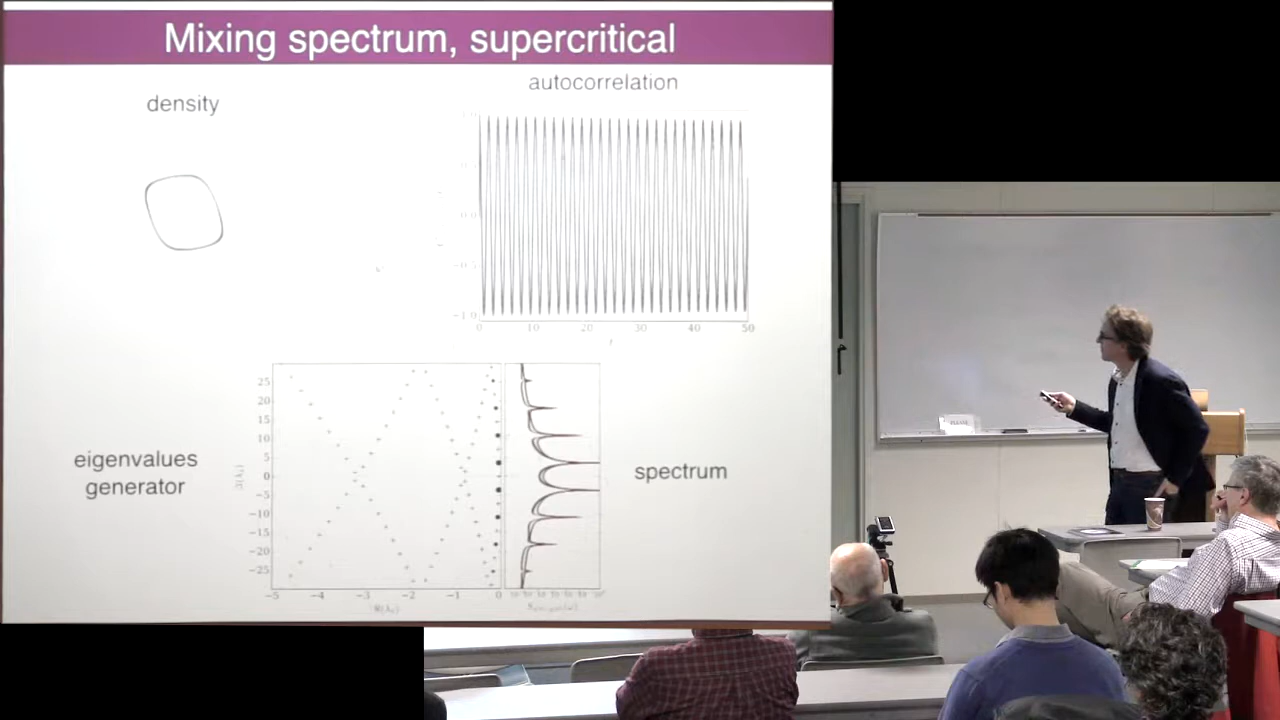 Mixing spectrum, supercritical
autocorrelation
density
0 10 20 30 40 50
eigenvalues
generator
spectrum
25
20
15
10
5
0
−5
−10
−15
−20
−25
−5 −4 −3 −2 −1 0